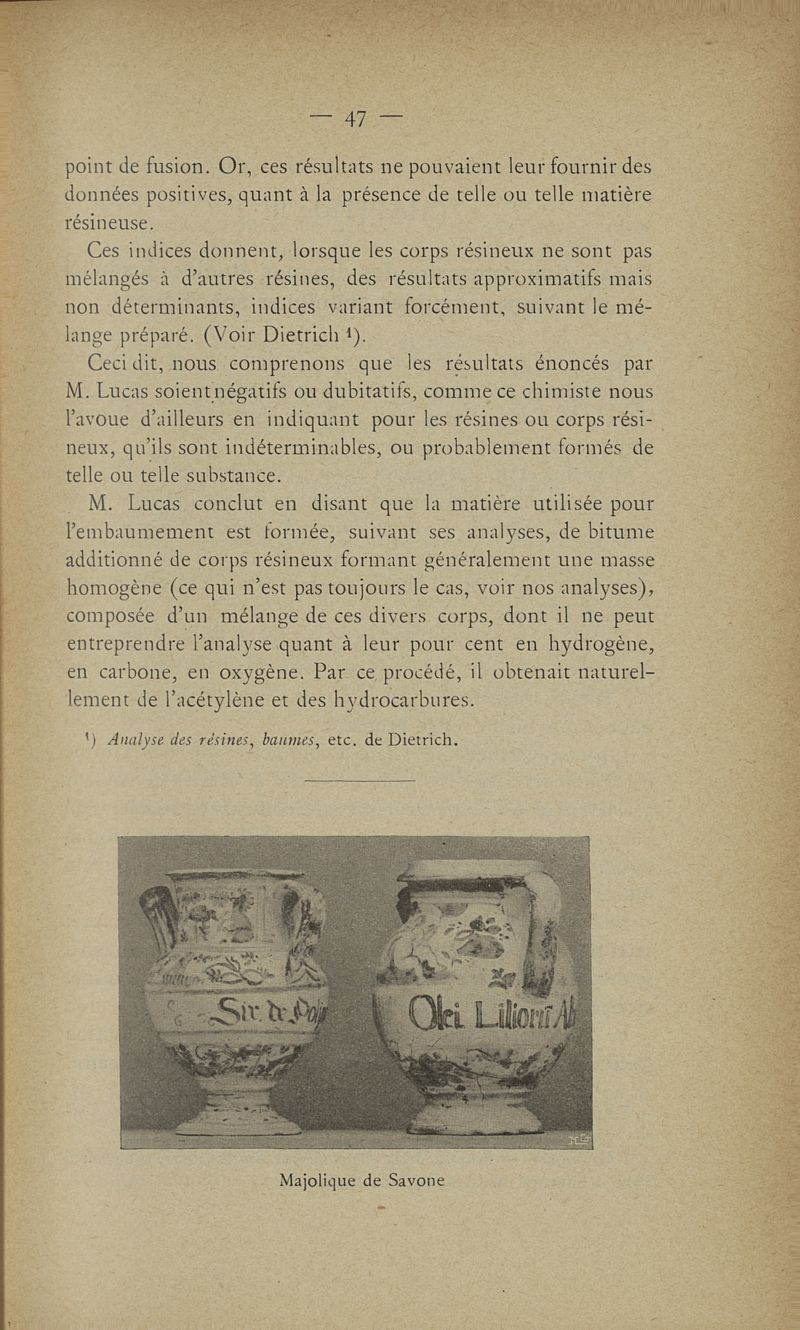 — 47 —
point de fusion. Or, ces résultats ne pouvaient leur fournir des
données positives, quant à la présence de telle ou telle matière
résineuse.
Ces indices donnent, lorsque les corps résineux ne sont pas
mélangés à d’autres résines, des résultats approximatifs mais
non déterminants, indices variant forcément, suivant le mé-
lange préparé. (Voir Dietrich ¹).
Ceci dit, nous comprenons que les résultats énoncés par
M. Lucas soient négatifs ou dubitatifs, comme ce chimiste nous
l’avoue d’ailleurs en indiquant pour les résines ou corps rési-
neux, qu’ils sont indéterminables, ou probablement formés de
telle ou telle substance.
M. Lucas conclut en disant que la matière utilisée pour
l’embaumement est formée, suivant ses analyses, de bitume
additionné de corps résineux formant généralement une masse
homogène (ce qui n’est pas toujours le cas, voir nos analyses),
composée d’un mélange de ces divers corps, dont il ne peut
entreprendre l’analyse quant à leur pour cent en hydrogène,
en carbone, en oxygène. Par ce procédé, il obtenait naturel-
lement de l’acétylène et des hydrocarbures.
¹) Analyse des résines, baumes, etc. de Dietrich.
Majolique de Savone